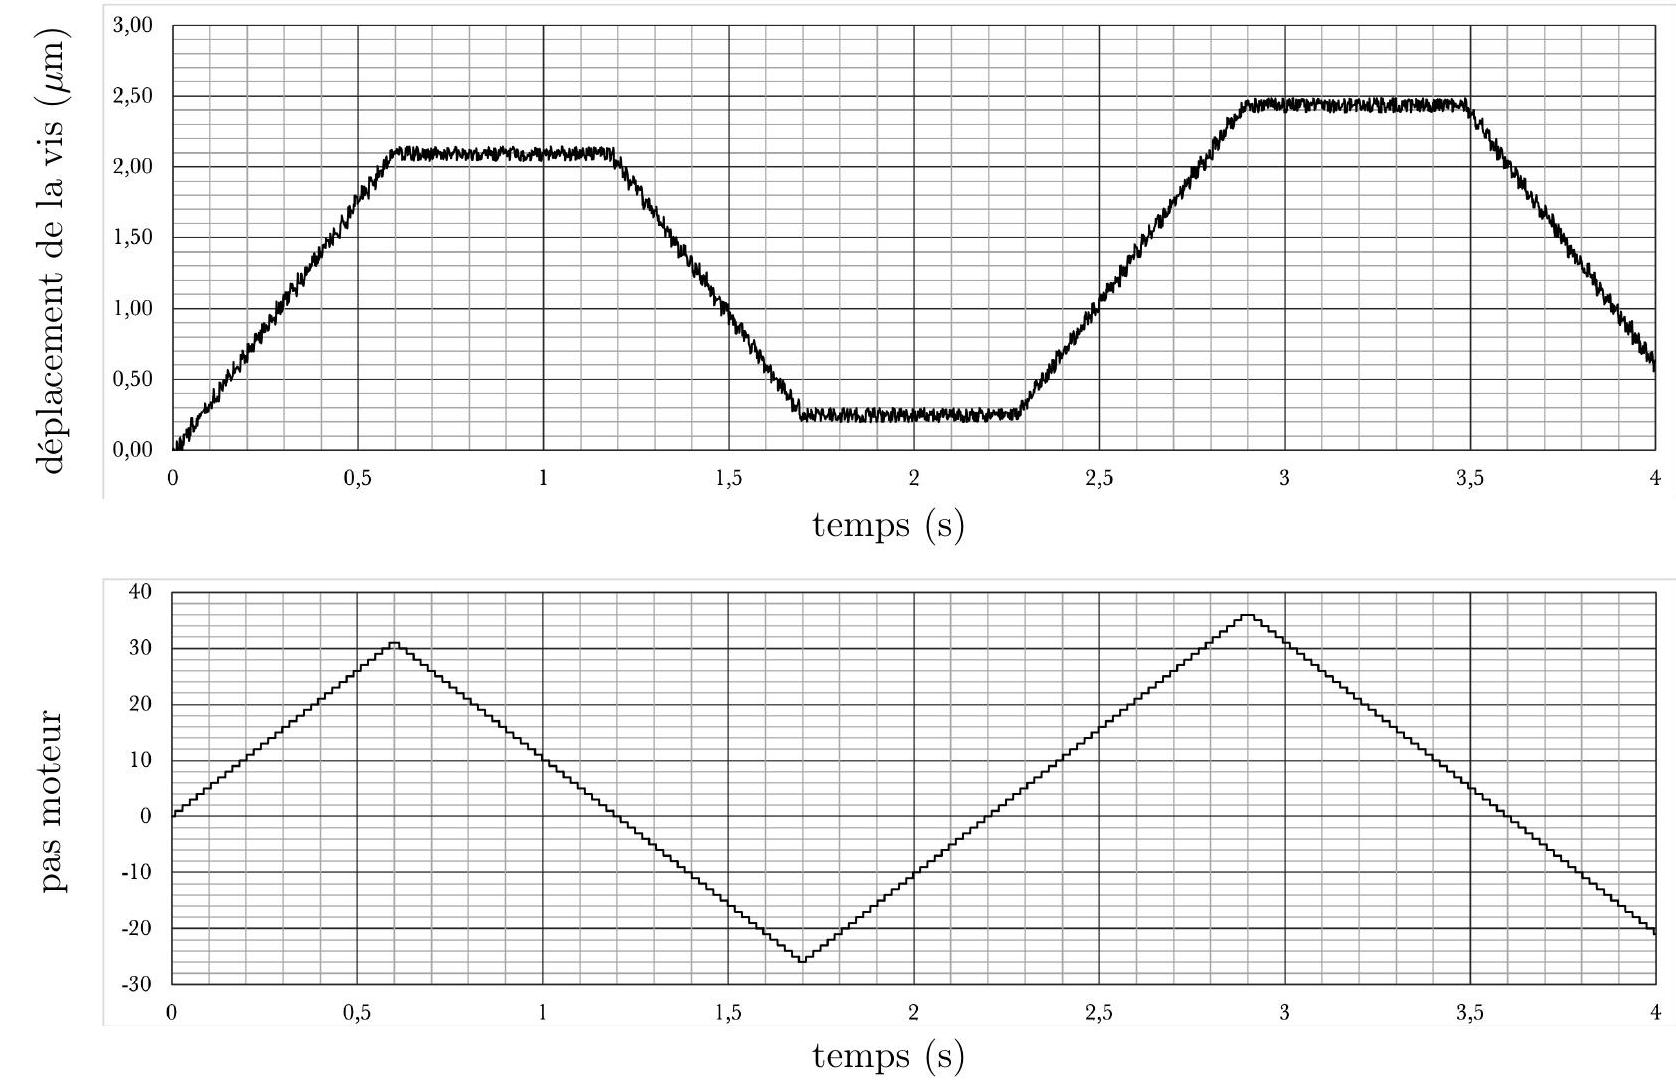 déplacement de la vis (μm)
3,00
2,50
2,00
1,50
1,00
0,50
0,00
0 0,5 1 1,5 2 2,5 3 3,5 4
temps (s)
pas moteur
40
30
20
10
0
-10
-20
-30
0 0,5 1 1,5 2 2,5 3 3,5 4
temps (s)